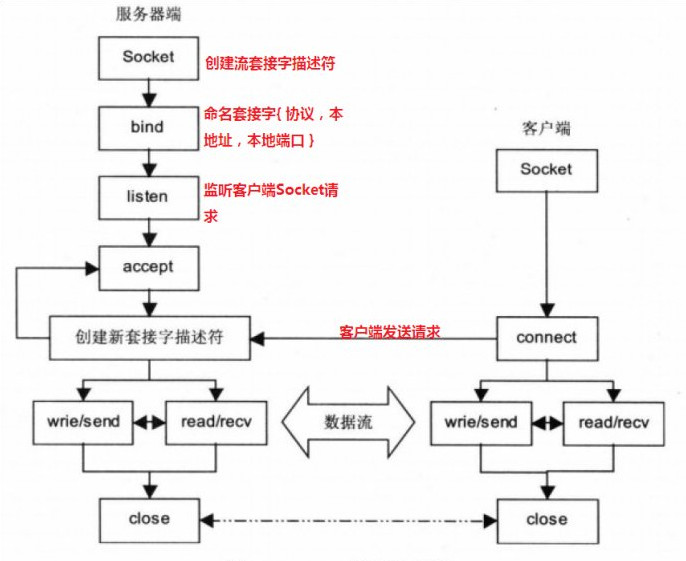 服务器端
Socket
创建流套接字描述符
bind
命名套接字{ 协议，本
地址，本地端口 }
listen
监听客户端Socket请
求
accept
创建新套接字描述符
客户端发送请求
wrie/send
read/recv
数据流
close
客户端
Socket
connect
wrie/send
read/recv
close